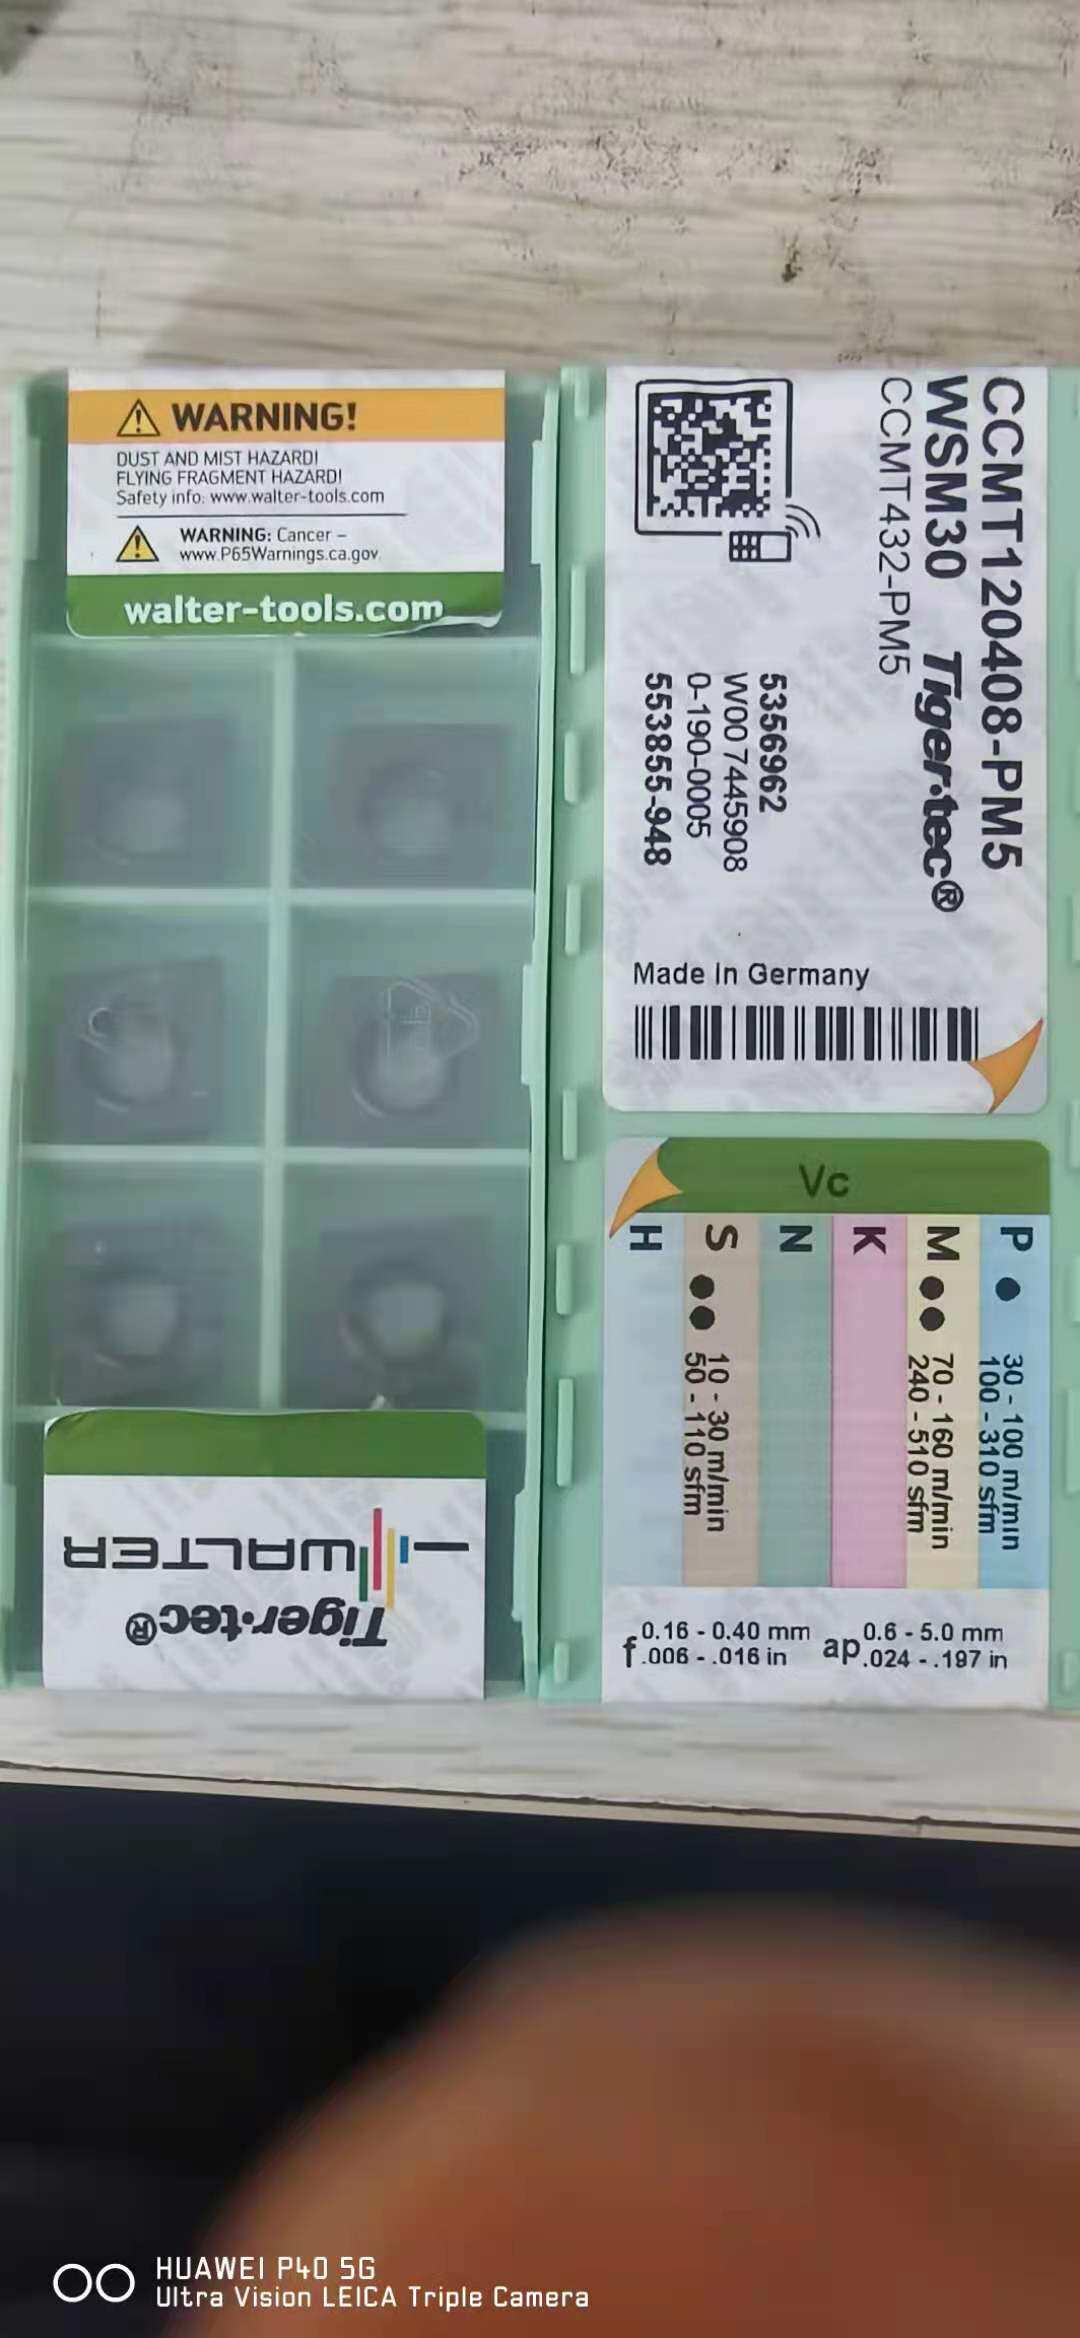 WARNING!
DUST AND MIST HAZARD!
FLYING FRAGMENT HAZARD!
Safety info: www.walter-tools.com
WARNING: Cancer –
www.P65Warnings.ca.gov
walter-tools.com
CCMT120408-PM5
WSM30 Tiger·tec®
CCMT432-PM5
5356962
W00 7445908
0-190-0005
553855-948
Made In Germany
Vc
P 30 - 100 m/min
100 - 310 sfm
M 70 - 160 m/min
240 - 510 sfm
K
N
S 10 - 30 m/min
50 - 110 sfm
H
f 0.16 - 0.40 mm
.006 - .016 in
ap 0.6 - 5.0 mm
.024 - .197 in
Tiger·tec®
WALTER
HUAWEI P40 5G
Ultra Vision LEICA Triple Camera